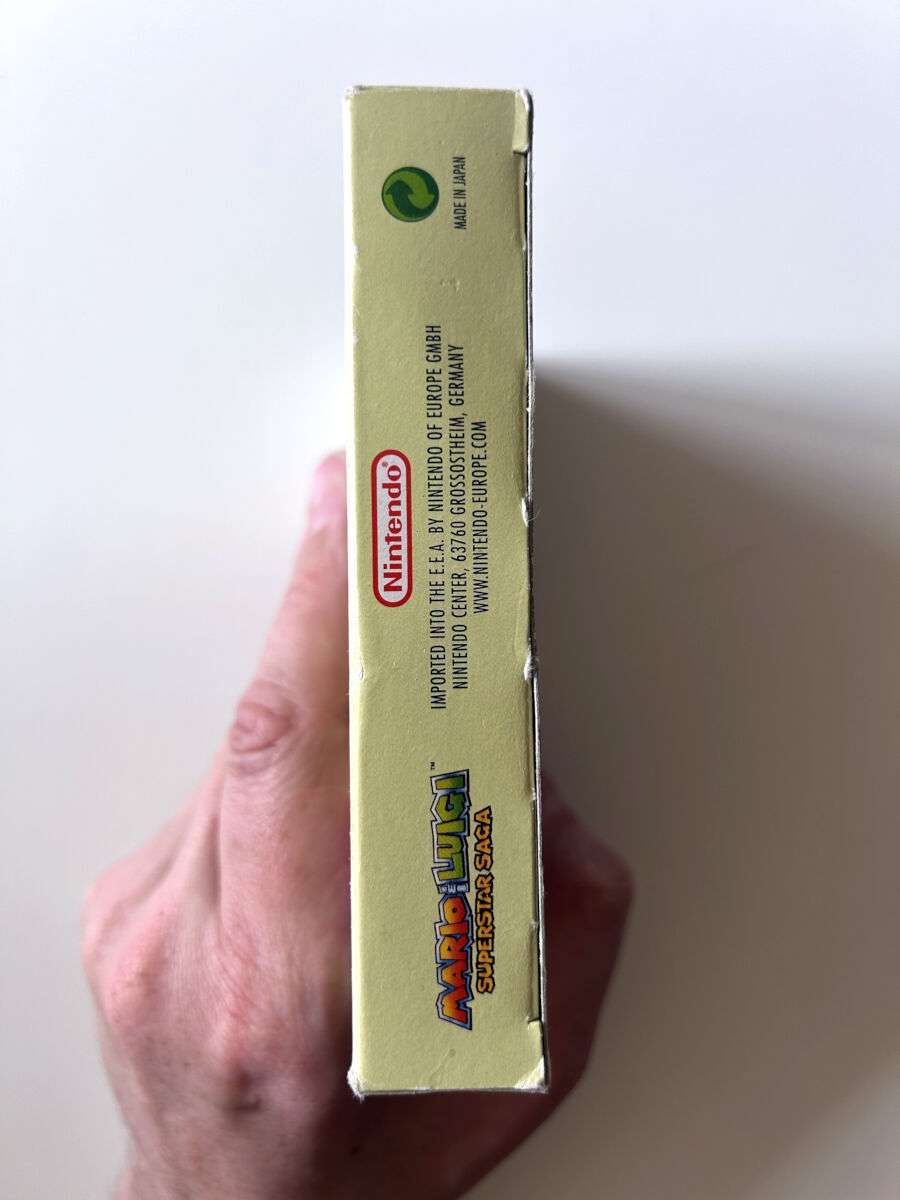 MARIO & LUIGI™
SUPERSTAR SAGA
Nintendo®
IMPORTED INTO THE E.E.A. BY NINTENDO OF EUROPE GMBH
NINTENDO CENTER, 63760 GROSSOSTHEIM, GERMANY
WWW.NINTENDO-EUROPE.COM
MADE IN JAPAN